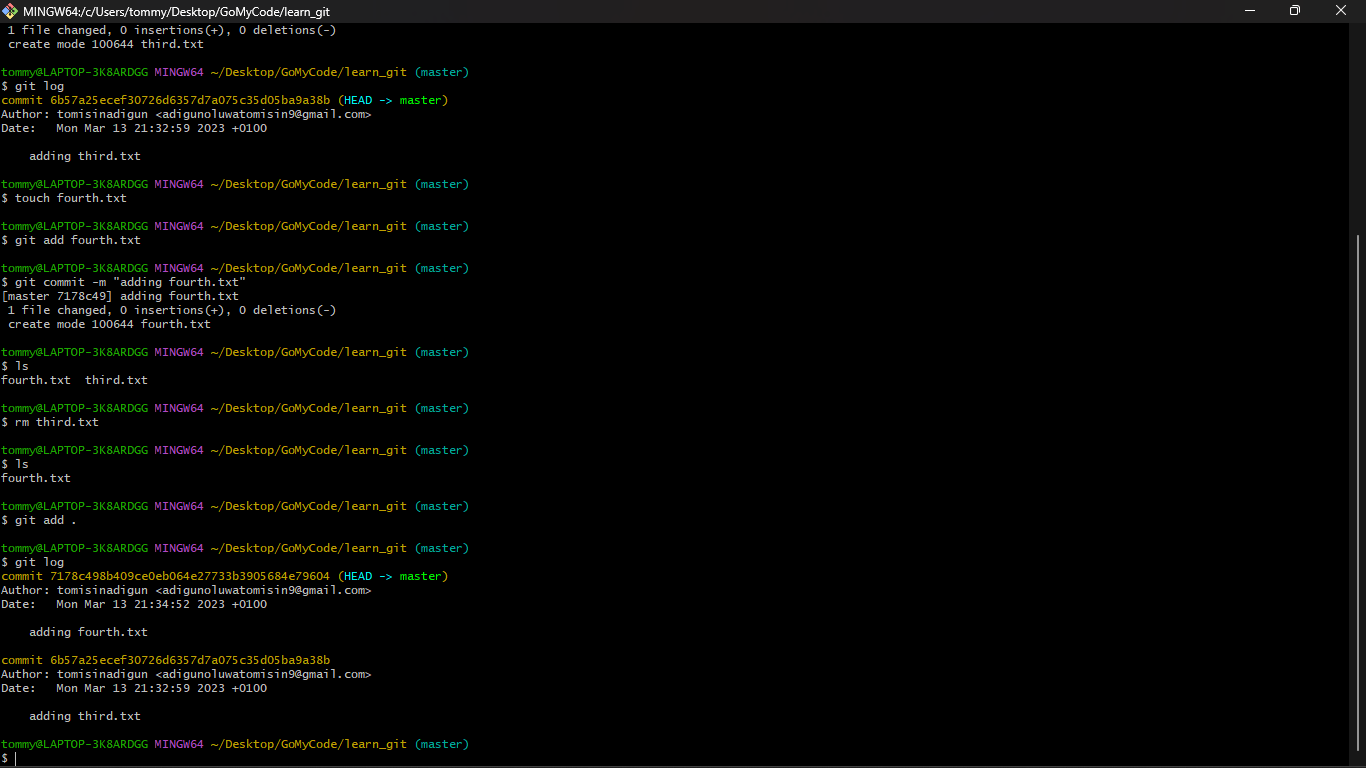 MINGW64:/c/Users/tommy/Desktop/GoMyCode/learn_git
1 file changed, 0 insertions(+), 0 deletions(-)
create mode 100644 third.txt
tommy@LAPTOP-3K8ARDGG MINGW64 ~/Desktop/GoMyCode/learn_git (master)
$ git log
commit 6b57a25ecef30726d6357d7a075c35d05ba9a38b (HEAD -> master)
Author: tomisinadigun <adigunoluwatomisin9@gmail.com>
Date:   Mon Mar 13 21:32:59 2023 +0100
adding third.txt
tommy@LAPTOP-3K8ARDGG MINGW64 ~/Desktop/GoMyCode/learn_git (master)
$ touch fourth.txt
tommy@LAPTOP-3K8ARDGG MINGW64 ~/Desktop/GoMyCode/learn_git (master)
$ git add fourth.txt
tommy@LAPTOP-3K8ARDGG MINGW64 ~/Desktop/GoMyCode/learn_git (master)
$ git commit -m "adding fourth.txt"
[master 7178c49] adding fourth.txt
1 file changed, 0 insertions(+), 0 deletions(-)
create mode 100644 fourth.txt
tommy@LAPTOP-3K8ARDGG MINGW64 ~/Desktop/GoMyCode/learn_git (master)
$ ls
fourth.txt  third.txt
tommy@LAPTOP-3K8ARDGG MINGW64 ~/Desktop/GoMyCode/learn_git (master)
$ rm third.txt
tommy@LAPTOP-3K8ARDGG MINGW64 ~/Desktop/GoMyCode/learn_git (master)
$ ls
fourth.txt
tommy@LAPTOP-3K8ARDGG MINGW64 ~/Desktop/GoMyCode/learn_git (master)
$ git add .
tommy@LAPTOP-3K8ARDGG MINGW64 ~/Desktop/GoMyCode/learn_git (master)
$ git log
commit 7178c498b409ce0eb064e27733b3905684e79604 (HEAD -> master)
Author: tomisinadigun <adigunoluwatomisin9@gmail.com>
Date:   Mon Mar 13 21:34:52 2023 +0100
adding fourth.txt
commit 6b57a25ecef30726d6357d7a075c35d05ba9a38b
Author: tomisinadigun <adigunoluwatomisin9@gmail.com>
Date:   Mon Mar 13 21:32:59 2023 +0100
adding third.txt
tommy@LAPTOP-3K8ARDGG MINGW64 ~/Desktop/GoMyCode/learn_git (master)
$